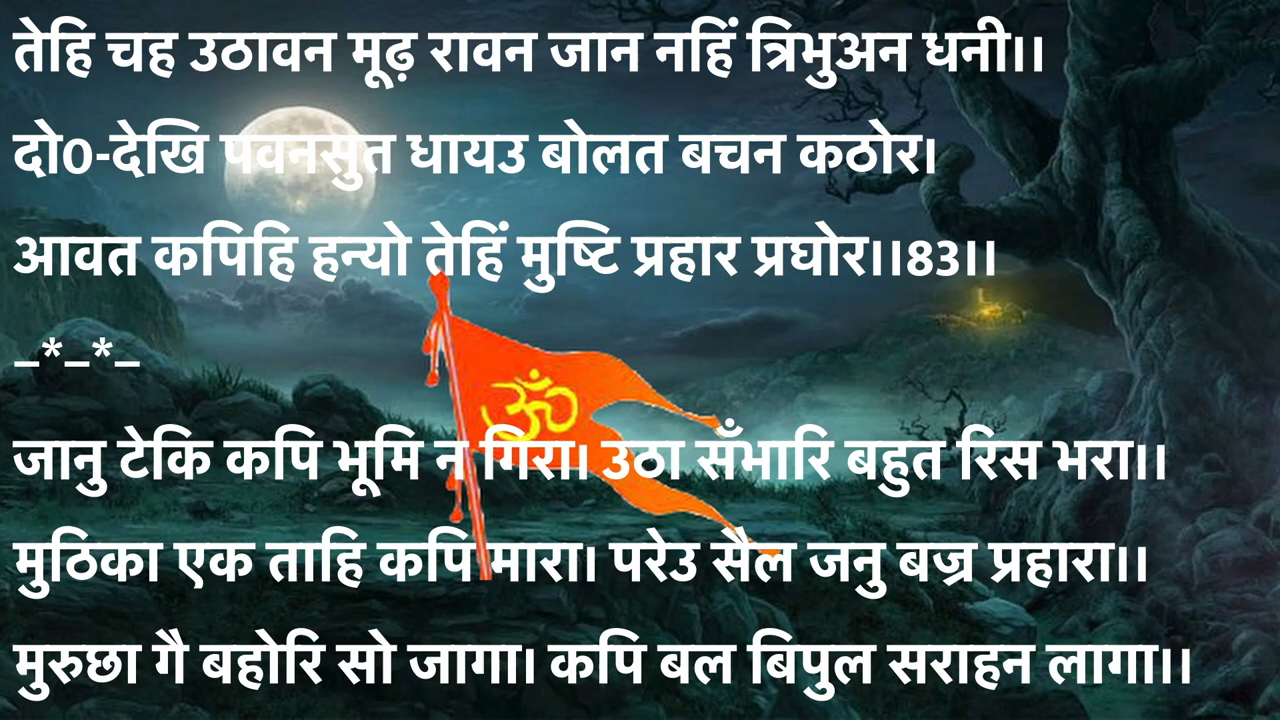 तेहि चह उठावन मूढ़ रावन जान नहिं त्रिभुअन धनी।।
दो0-देखि पवनसुत धायउ बोलत बचन कठोर।
आवत कपिहि हन्यो तेहिं मुष्टि प्रहार प्रघोर।।83।।
–*–*–
जानु टेकि कपि भूमि न गिरा। उठा सँभारि बहुत रिस भरा।।
मुठिका एक ताहि कपि मारा। परेउ सैल जनु बज्र प्रहारा।।
मुरुछा गै बहोरि सो जागा। कपि बल बिपुल सराहन लागा।।
ॐ